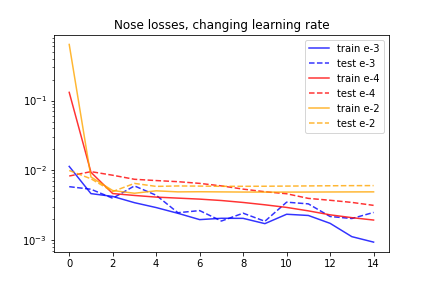 Nose losses, changing learning rate
train e-3
test e-3
train e-4
test e-4
train e-2
test e-2
10⁻¹
10⁻²
10⁻³
0 2 4 6 8 10 12 14